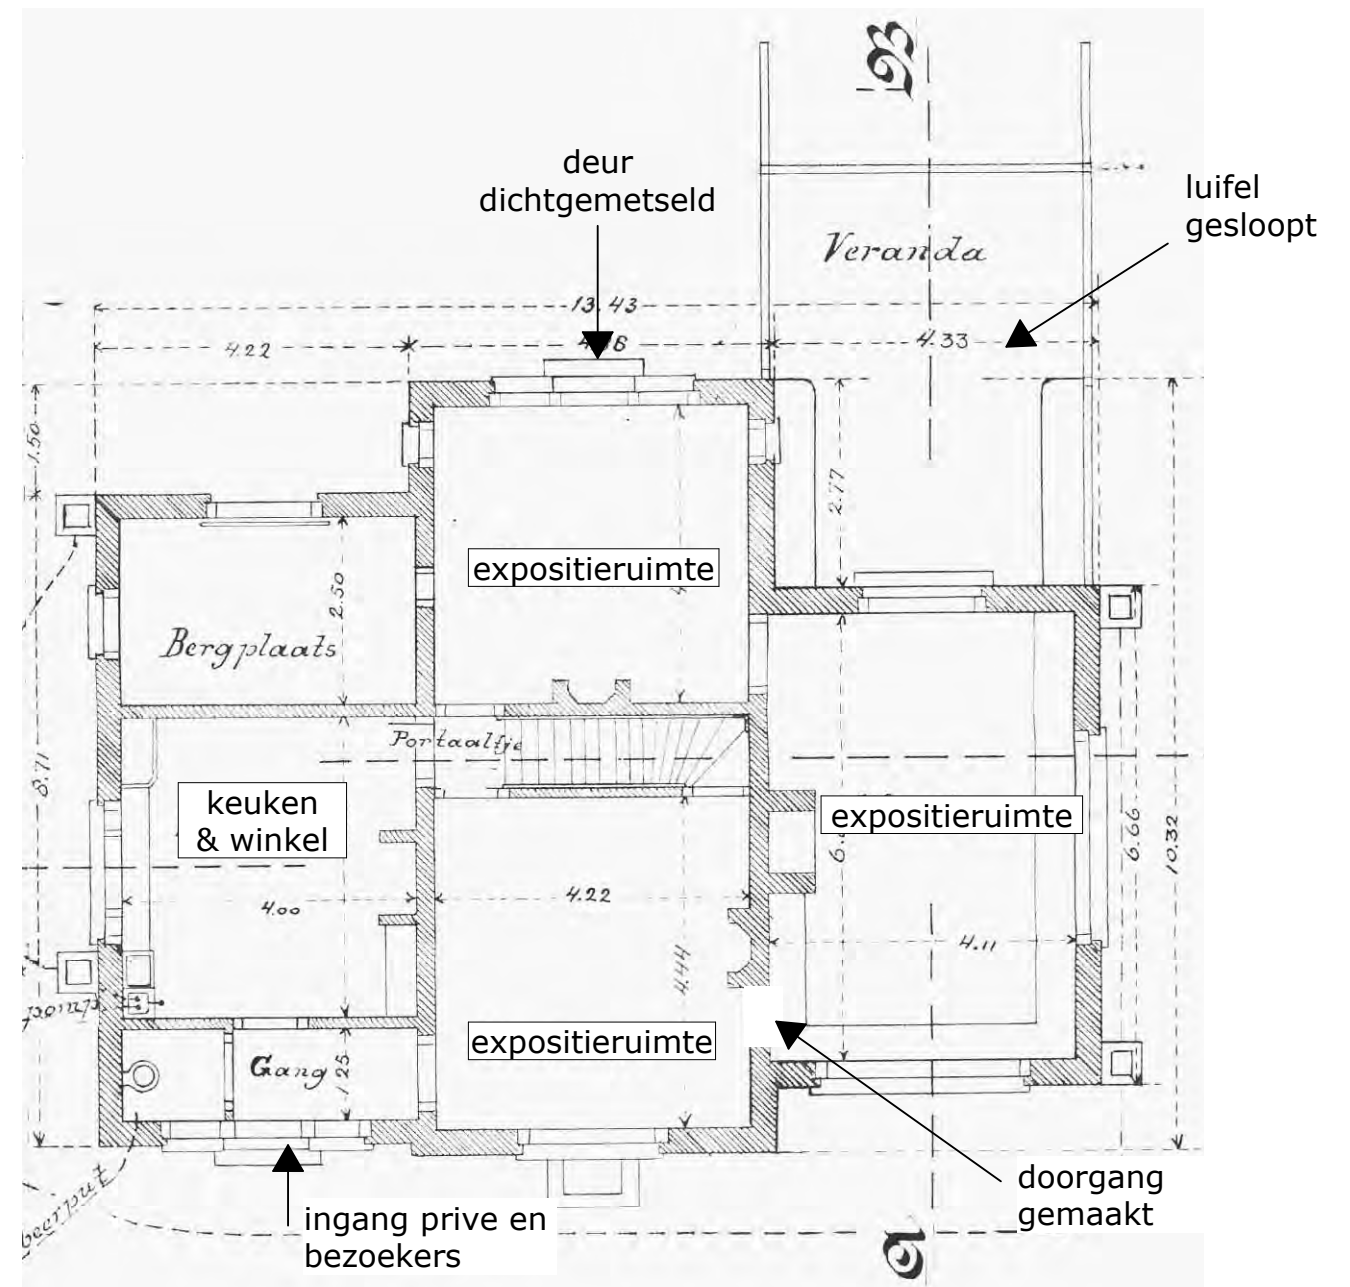 B
deur
dichtgemetseld
luifel
gesloopt
Veranda
13.43
4.22
4.33
1.50
2.77
expositieruimte
2.50
Bergplaats
Portaaltje
8.71
keuken
& winkel
expositieruimte
6.66
10.32
4.00
4.22
4.11
4.44
pomp
expositieruimte
Gang
1.25
beerput
doorgang
gemaakt
ingang prive en
bezoekers